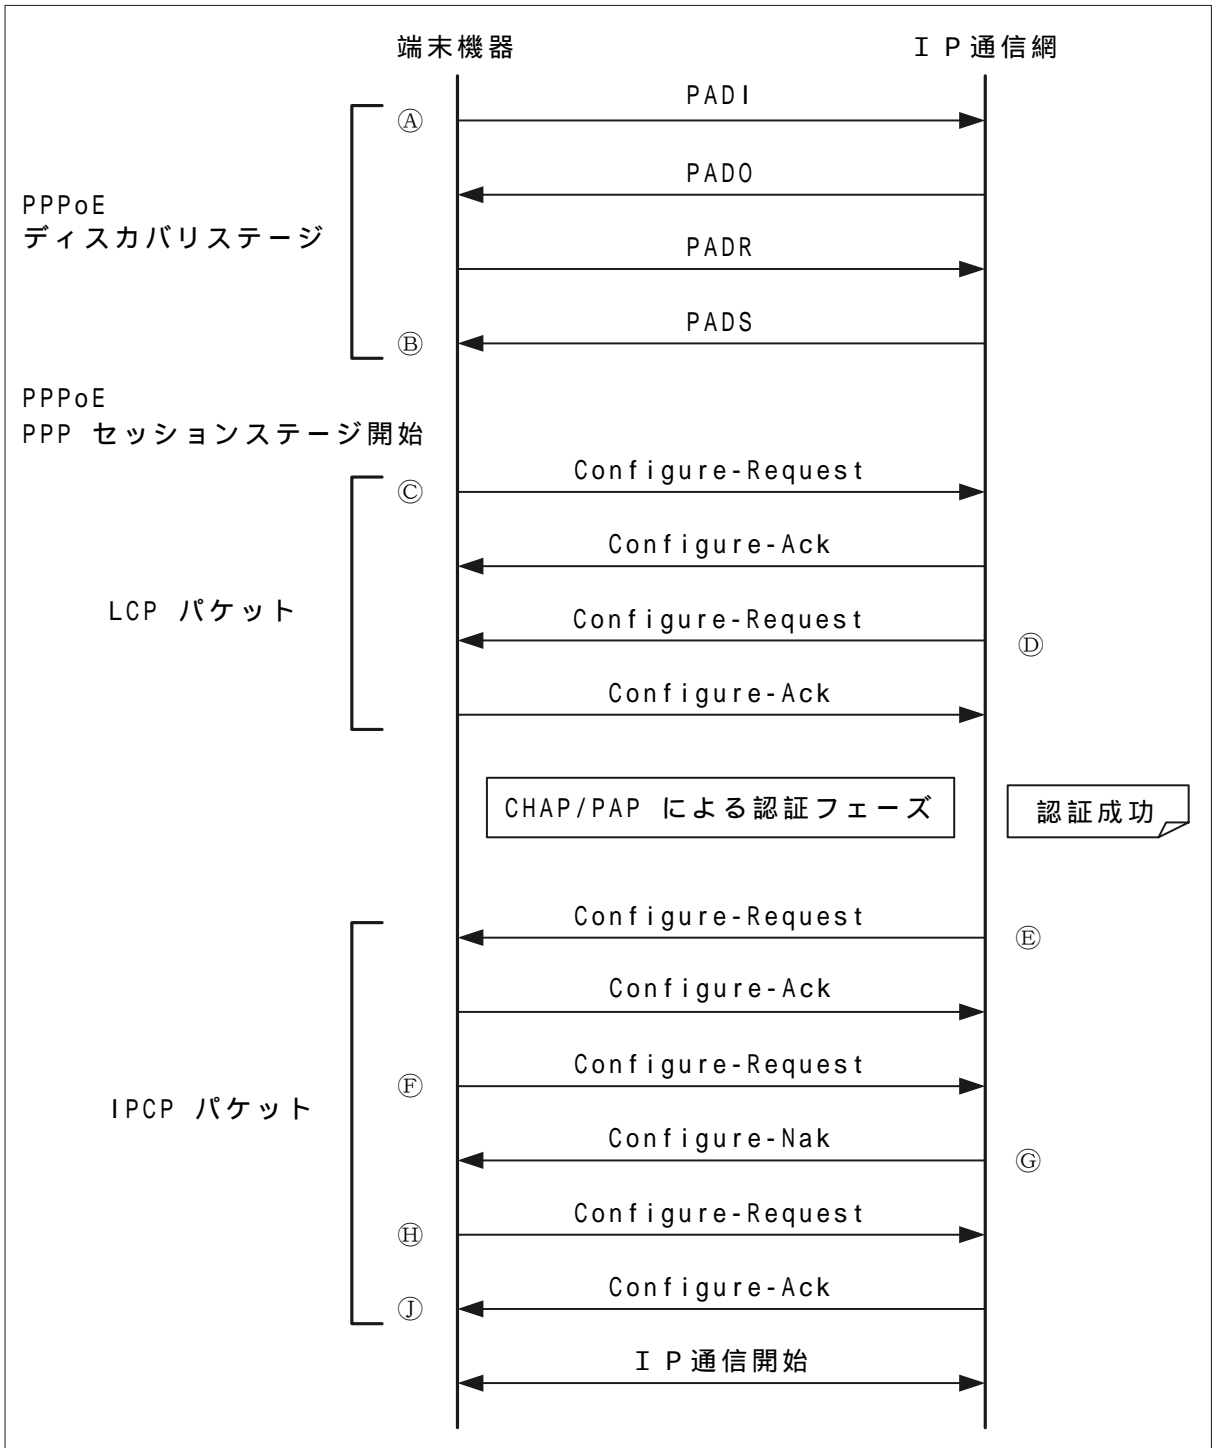 端末機器
ＩＰ通信網
PADI
Ⓐ
PADO
PPPoE
ディスカバリステージ
PADR
PADS
Ⓑ
PPPoE
PPP セッションステージ開始
Configure-Request
Ⓒ
Configure-Ack
LCP パケット
Configure-Request
Ⓓ
Configure-Ack
CHAP/PAP による認証フェーズ
認証成功
Configure-Request
Ⓔ
Configure-Ack
Configure-Request
Ⓕ
IPCP パケット
Configure-Nak
Ⓖ
Configure-Request
Ⓗ
Configure-Ack
Ⓙ
ＩＰ通信開始